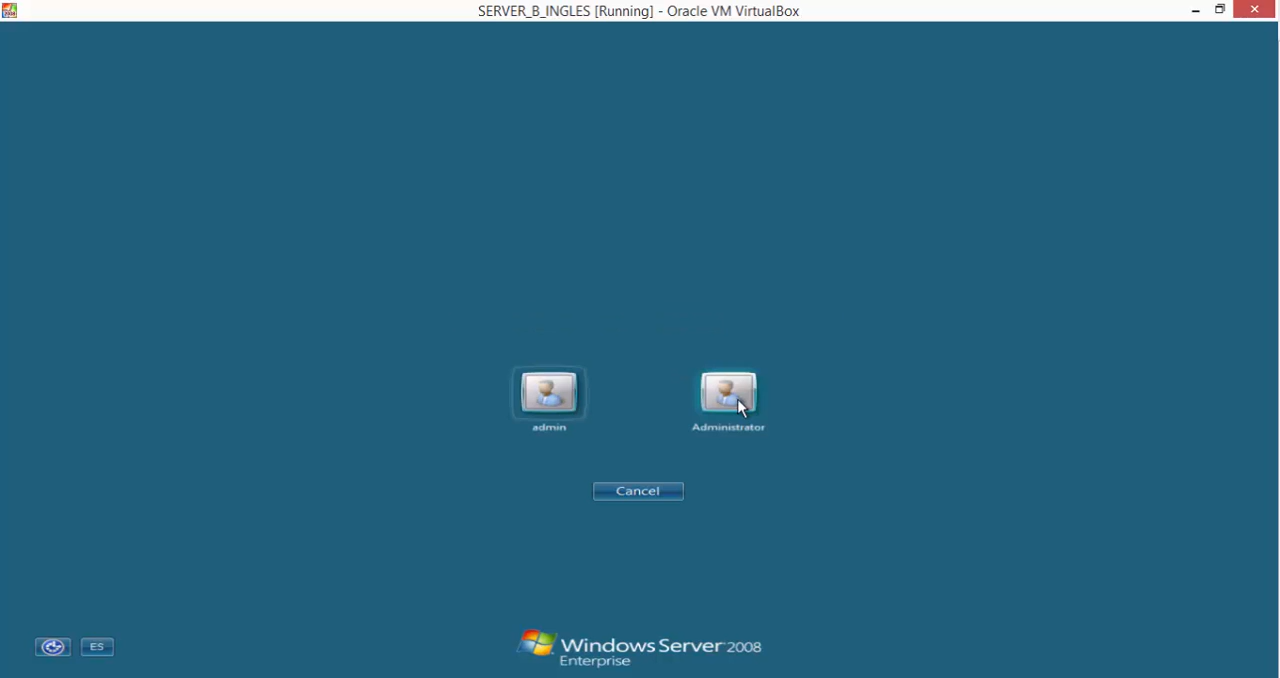 SERVER_B_INGLES [Running] - Oracle VM VirtualBox
admin
Administrator
Cancel
ES
Windows Server 2008
Enterprise